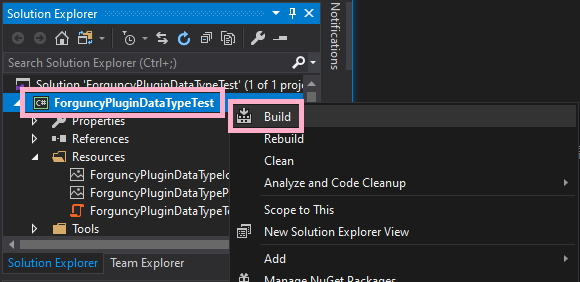 Solution Explorer
Search Solution Explorer (Ctrl+;)
Solution 'ForguncyPluginDataTypeTest' (1 of 1 proje
C# ForguncyPluginDataTypeTest
Properties
References
Resources
ForguncyPluginDataTypeIc
ForguncyPluginDataTypeP
ForguncyPluginDataTypeTe
Tools
Solution Explorer
Team Explorer
Notifications
Build
Rebuild
Clean
Analyze and Code Cleanup
Scope to This
New Solution Explorer View
Add
Manage NuGet Packages